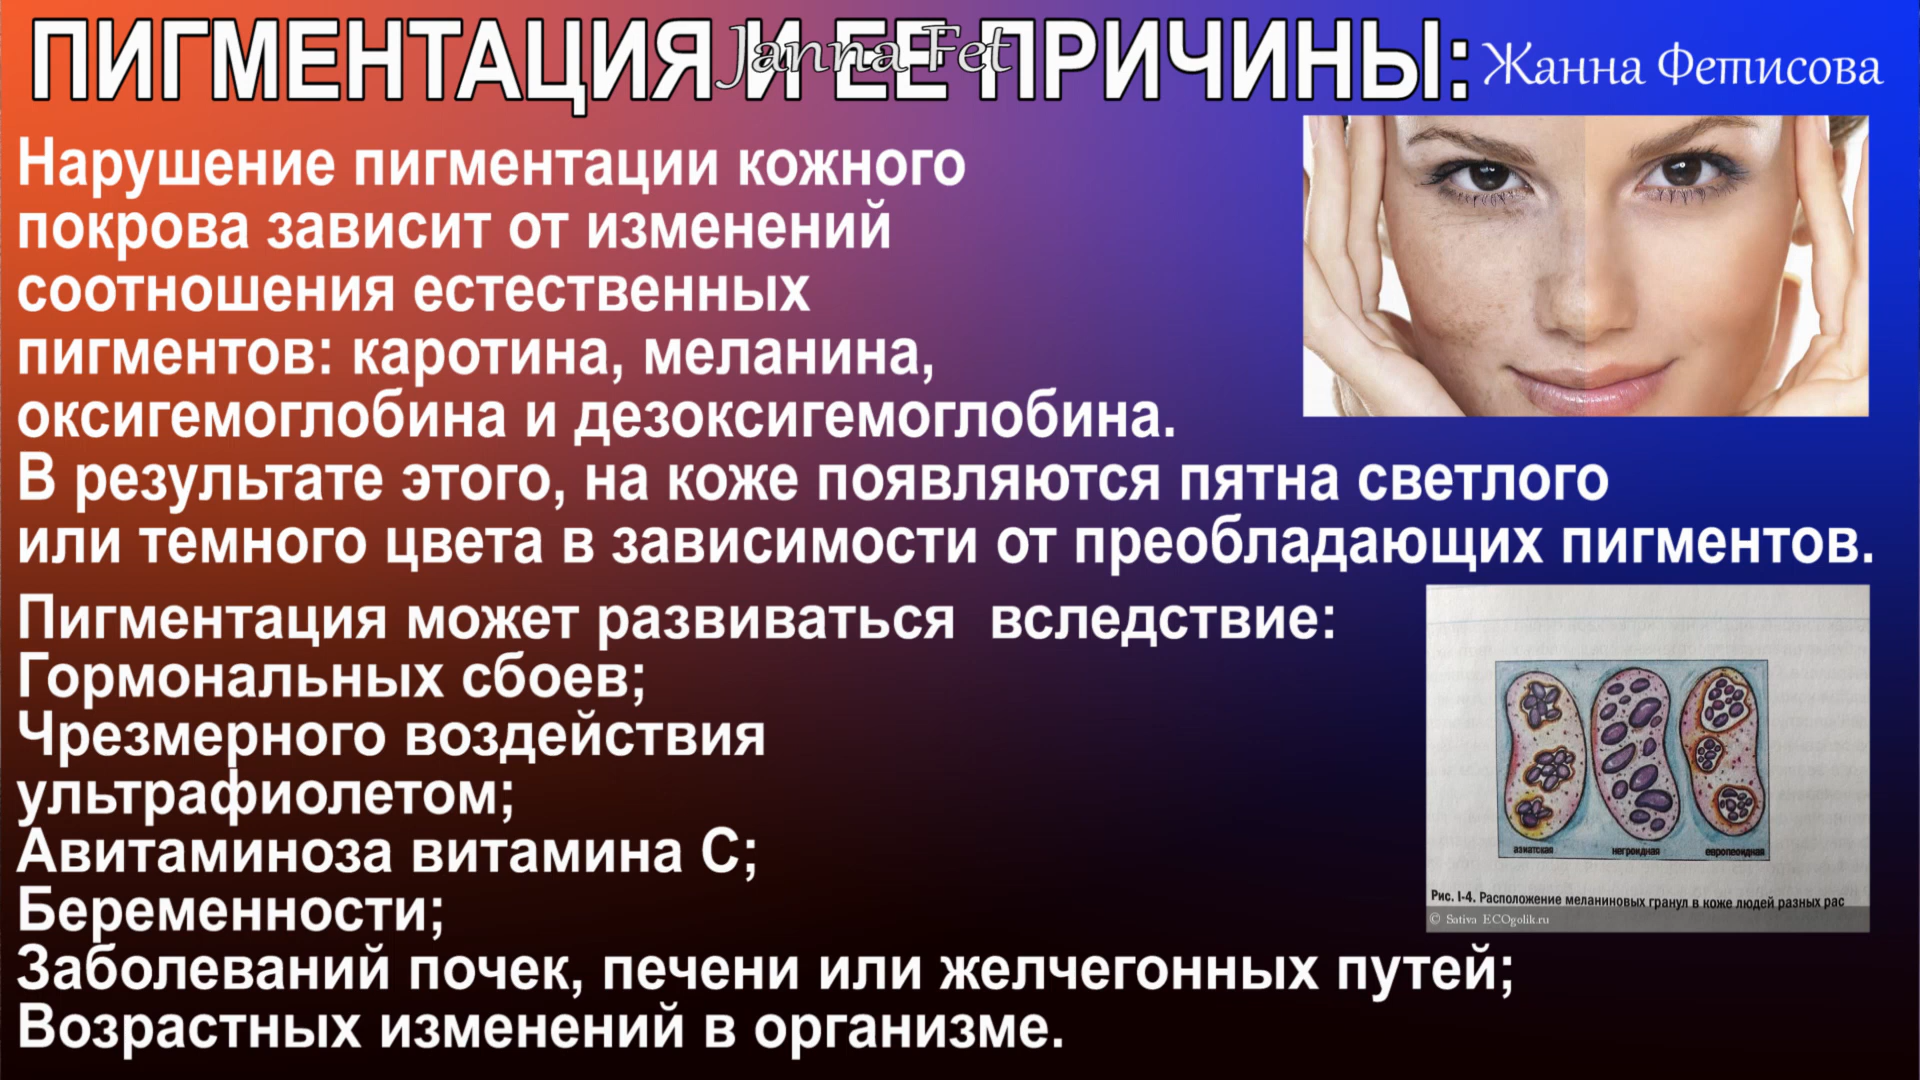 ПИГМЕНТАЦИЯ И ЕЕ ПРИЧИНЫ:
Janna Fet
Жанна Фетисова
Нарушение пигментации кожного
покрова зависит от изменений
соотношения естественных
пигментов: каротина, меланина,
оксигемоглобина и дезоксигемоглобина.
В результате этого, на коже появляются пятна светлого
или темного цвета в зависимости от преобладающих пигментов.
Пигментация может развиваться вследствие:
Гормональных сбоев;
Чрезмерного воздействия
ультрафиолетом;
Авитаминоза витамина С;
Беременности;
Заболеваний почек, печени или желчегонных путей;
Возрастных изменений в организме.
азиатская негроидная европеоидная
Рис. I-4. Расположение меланиновых гранул в коже людей разных рас
© Sativa ECOgolik.ru